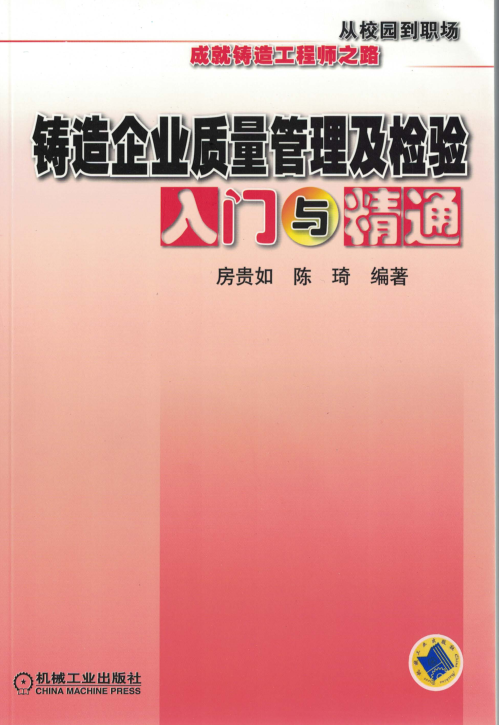 从校园到职场
成就铸造工程师之路
铸造企业质量管理及检验
入门与精通
房贵如 陈 琦 编著
机械工业出版社
CHINA MACHINE PRESS